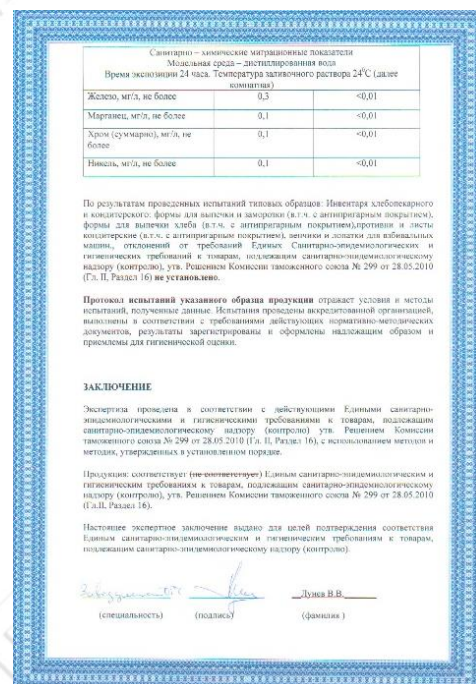 Санитарно – химические миграционные показатели
Модельная среда – дистиллированная вода
Время экспозиции 24 часа. Температура заливочного раствора 24°С (далее
комнатная)
Железо, мг/л, не более 0,3 <0,01
Марганец, мг/л, не более 0,1 <0,01
Хром (суммарно), мг/л, не 0,1 <0,01
более
Никель, мг/л, не более 0,1 <0,01
По результатам проведенных испытаний типовых образцов: Инвентаря хлебопекарного
и кондитерского: формы для выпечки и заморозки (в.т.ч. с антипригарным покрытием),
формы для выпечки хлеба (в.т.ч. с антипригарным покрытием),противни и листы
кондитерские (в.т.ч. с антипригарным покрытием), венчики и лопатки для взбивальных
машин., отклонений от требований Единых Санитарно-эпидемиологических и
гигиенических требований к товарам, подлежащим санитарно-эпидемиологическому
надзору (контролю), утв. Решением Комиссии таможенного союза № 299 от 28.05.2010
(Гл. II, Раздел 16) не установлено.
Протокол испытаний указанного образца продукции отражает условия и методы
испытаний, полученные данные. Испытания проведены аккредитованной организацией,
выполнены в соответствии с требованиями действующих нормативно-методических
документов, результаты зарегистрированы и оформлены надлежащим образом и
приемлемы для гигиенической оценки.
ЗАКЛЮЧЕНИЕ
Экспертиза проведена в соответствии с действующими Едиными санитарно-
эпидемиологическими и гигиеническими требованиями к товарам, подлежащим
санитарно-эпидемиологическому надзору (контролю) утв. Решением Комиссии
таможенного союза № 299 от 28.05.2010 (Гл. II, Раздел 16), с использованием методов и
методик, утвержденных в установленном порядке.
Продукция: соответствует (не соответствует) Единым санитарно-эпидемиологическим и
гигиеническим требованиям к товарам, подлежащим санитарно-эпидемиологическому
надзору (контролю), утв. Решением Комиссии таможенного союза № 299 от 28.05.2010
(Гл.II, Раздел 16).
Настоящее экспертное заключение выдано для целей подтверждения соответствия
Единым санитарно-эпидемиологическим и гигиеническим требованиям к товарам,
подлежащим санитарно-эпидемиологическому надзору (контролю).
Лунев В.В.
(специальность) (подпись) (фамилия )